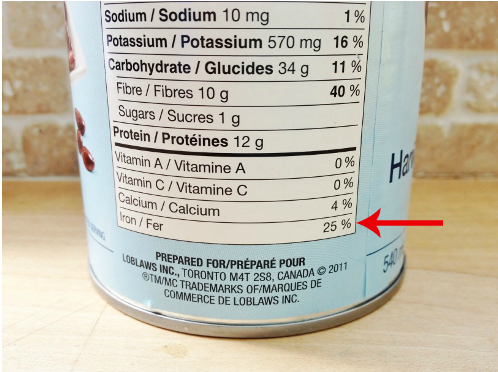 Sodium / Sodium 10 mg 1 %
Potassium / Potassium 570 mg 16 %
Carbohydrate / Glucides 34 g 11 %
Fibre / Fibres 10 g 40 %
Sugars / Sucres 1 g
Protein / Protéines 12 g
Vitamin A / Vitamine A 0 %
Vitamin C / Vitamine C 0 %
Calcium / Calcium 4 %
Iron / Fer 25 %
PREPARED FOR/PRÉPARÉ POUR
LOBLAWS INC., TORONTO M4T 2S8, CANADA © 2011
®TM/MC TRADEMARKS OF/MARQUES DE
COMMERCE DE LOBLAWS INC.
540